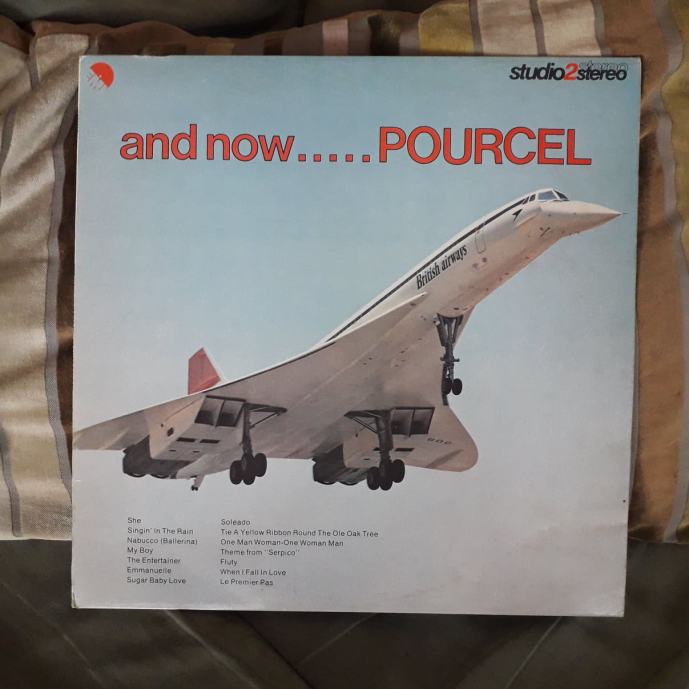 studio2stereo
and now.....POURCEL
British airways
She
Singin' In The Rain
Nabucco (Ballerina)
My Boy
The Entertainer
Emmanuelle
Sugar Baby Love
Soleado
Tie A Yellow Ribbon Round The Ole Oak Tree
One Man Woman-One Woman Man
Theme from "Serpico"
Fluty
When I Fall In Love
Le Premier Pas